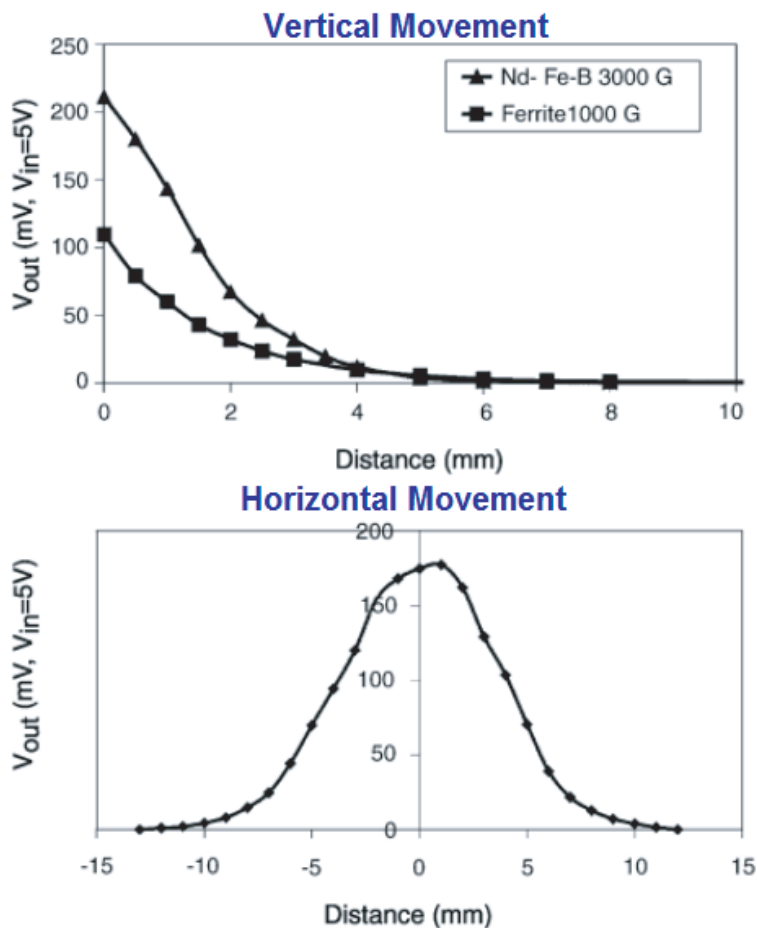 Vertical Movement
Vout (mV, Vin=5V)
250
200
150
100
50
0
Nd- Fe-B 3000 G
Ferrite1000 G
0 2 4 6 8 10
Distance (mm)
Horizontal Movement
Vout (mV, Vin=5V)
200
150
100
50
0
-15 -10 -5 0 5 10 15
Distance (mm)